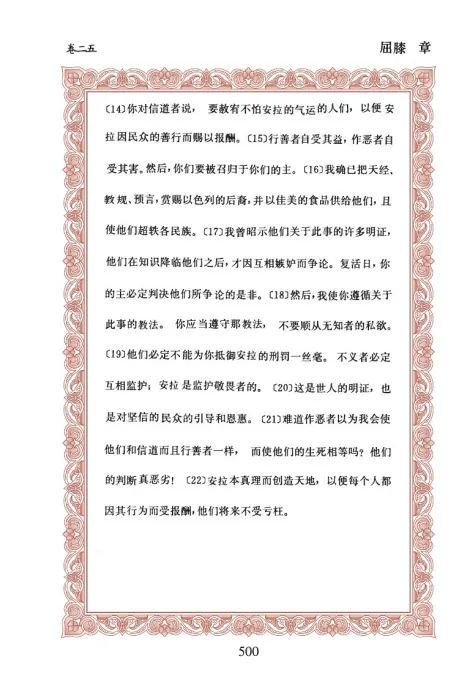 卷二五
屈膝 章
(14)你对信道者说, 要赦宥不怕安拉的气运的人们, 以便安
拉因民众的善行而赐以报酬。(15)行善者自受其益, 作恶者自
受其害。然后, 你们要被召归于你们的主。(16)我确已把天经、
教规、预言, 赏赐以色列的后裔, 并以佳美的食品供给他们, 且
使他们超轶各民族。(17)我曾昭示他们关于此事的许多明证,
他们在知识降临他们之后, 才因互相嫉妒而争论。复活日, 你
的主必定判决他们所争论的是非。(18)然后, 我使你遵循关于
此事的教法。 你应当遵守那教法, 不要顺从无知者的私欲。
(19)他们必定不能为你抵御安拉的刑罚一丝毫。 不义者必定
互相监护; 安拉是监护敬畏者的。 (20)这是世人的明证, 也
是对坚信的民众的引导和恩惠。(21)难道作恶者以为我会使
他们和信道而且行善者一样, 而使他们的生死相等吗? 他们
的判断真恶劣! (22)安拉本真理而创造天地, 以便每个人都
因其行为而受报酬, 他们将来不受亏枉。
500